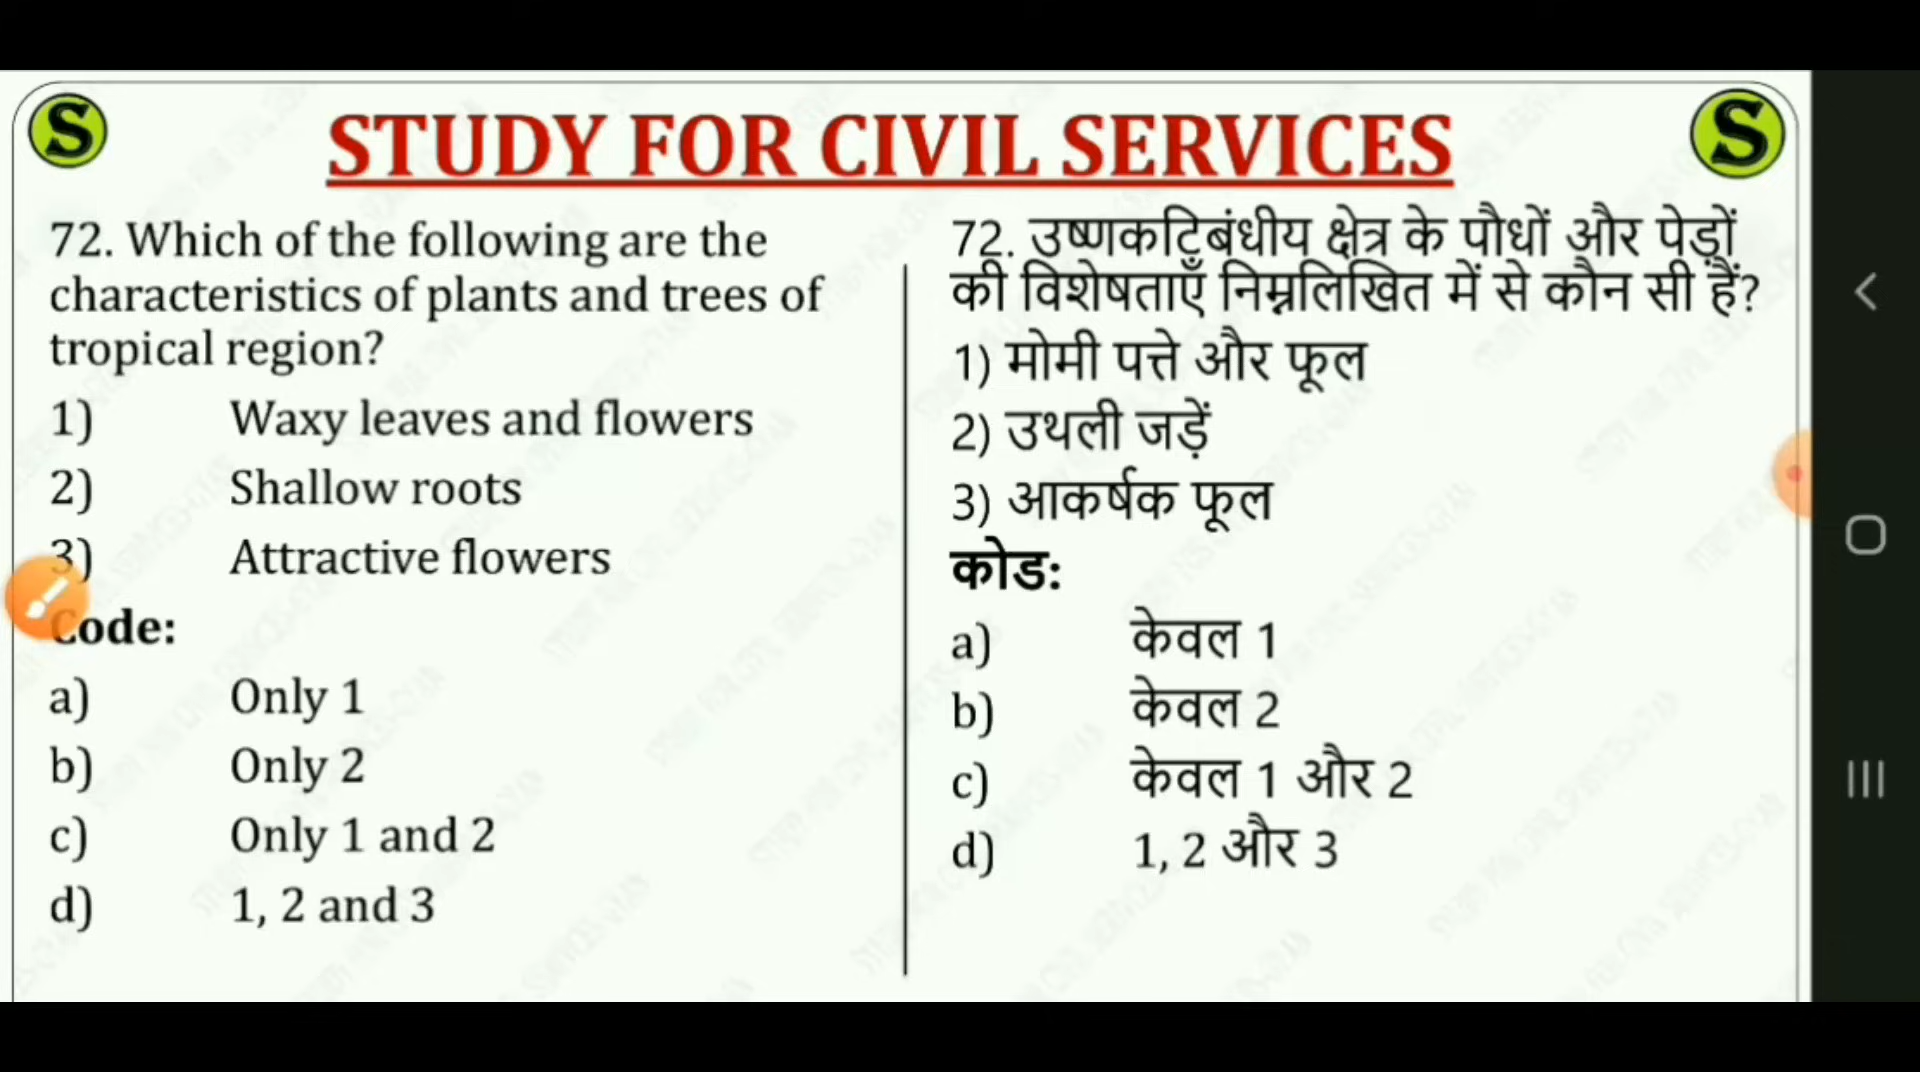 S
STUDY FOR CIVIL SERVICES
S
72. Which of the following are the
characteristics of plants and trees of
tropical region?
1) Waxy leaves and flowers
2) Shallow roots
3) Attractive flowers
Code:
a) Only 1
b) Only 2
c) Only 1 and 2
d) 1, 2 and 3
72. उष्णकटिबंधीय क्षेत्र के पौधों और पेड़ों
की विशेषताएँ निम्नलिखित में से कौन सी हैं?
1) मोमी पत्ते और फूल
2) उथली जड़ें
3) आकर्षक फूल
कोड:
a) केवल 1
b) केवल 2
c) केवल 1 और 2
d) 1, 2 और 3